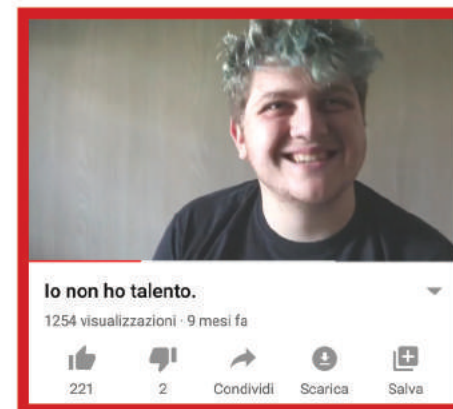 Io non ho talento.
1254 visualizzazioni · 9 mesi fa
221 2 Condividi Scarica Salva